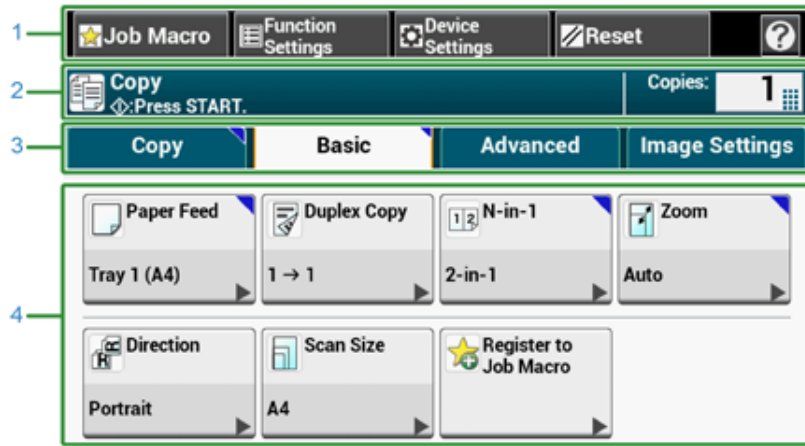 1
Job Macro
Function
Settings
Device
Settings
Reset
?
2
Copy
:Press START.
Copies:
1
3
Copy
Basic
Advanced
Image Settings
4
Paper Feed
Tray 1 (A4)
Duplex Copy
1 → 1
1 2
N-in-1
2-in-1
Zoom
Auto
R R
Direction
Portrait
Scan Size
A4
Register to
Job Macro